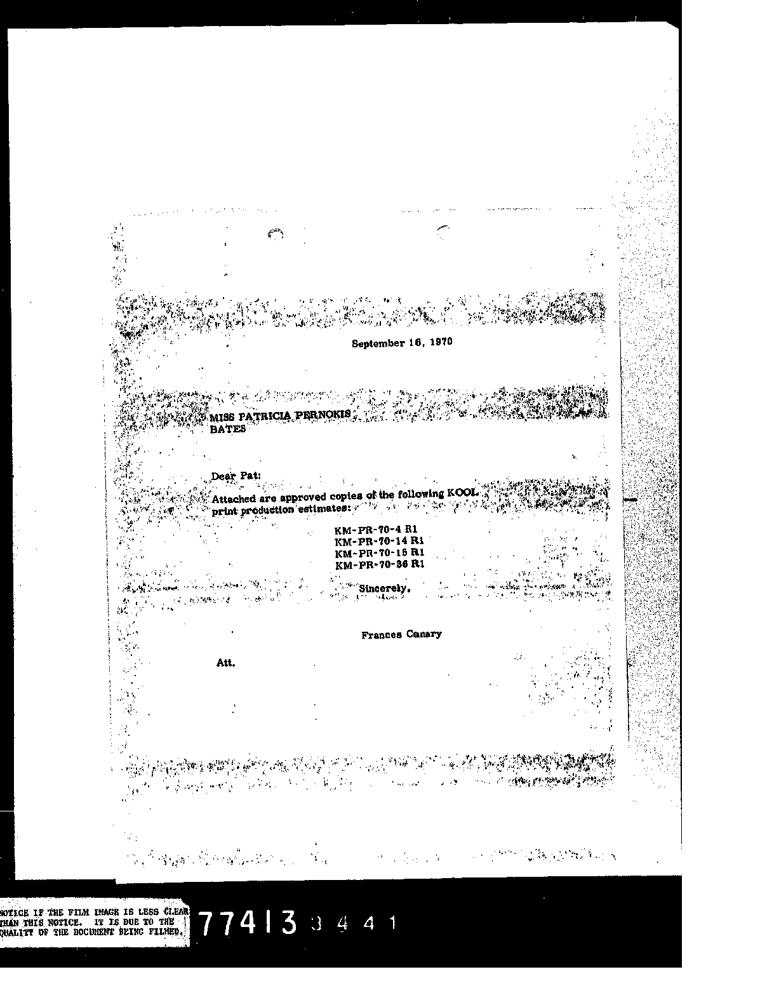 September 16, 1970
MISS PATRICIA PERNOKIS
BATES
Dear Pat:
Attached are approved copies of the following KOOL
print production estimates:
KM-PR-70-4 R1
KM-PR-70-14 R1
KM-PR-70-15 R1
KM-PR-70-36 R1
Sincerely,
Frances Canary
Att.
NOTICE IF THE FILM IMAGE IS LESS CLEAR
THAN THIS NOTICE. IT IS DUE TO THE
QUALITY OF THE DOCUMENT BEING FILMED.
77413 3441